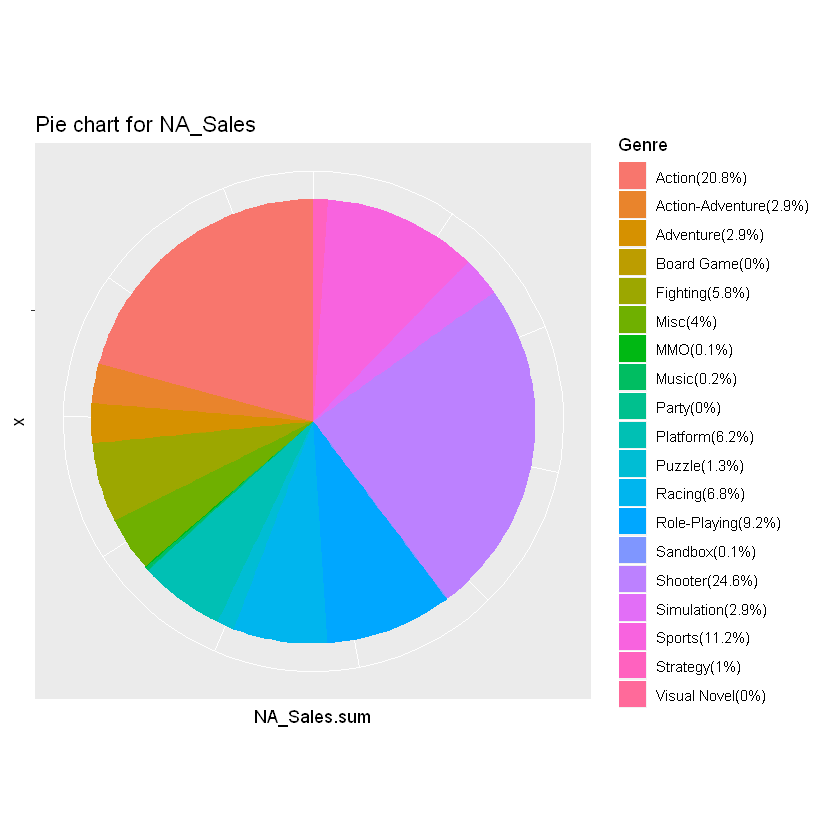 Pie chart for NA_Sales
Genre
Action(20.8%)
Action-Adventure(2.9%)
Adventure(2.9%)
Board Game(0%)
Fighting(5.8%)
Misc(4%)
MMO(0.1%)
Music(0.2%)
Party(0%)
Platform(6.2%)
Puzzle(1.3%)
Racing(6.8%)
Role-Playing(9.2%)
Sandbox(0.1%)
Shooter(24.6%)
Simulation(2.9%)
Sports(11.2%)
Strategy(1%)
Visual Novel(0%)
x
NA_Sales.sum